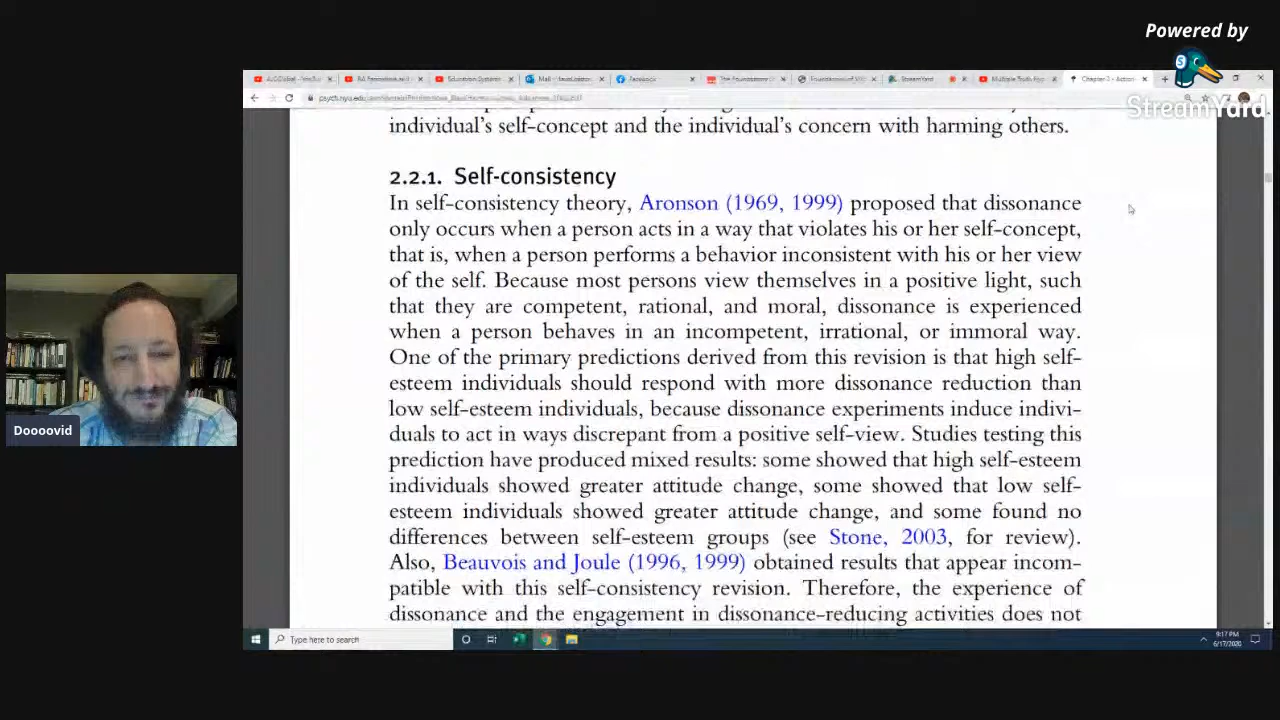 Powered by
StreamYard
Facebook
StreamYard
individual's self-concept and the individual's concern with harming others.
2.2.1. Self-consistency
In self-consistency theory, Aronson (1969, 1999) proposed that dissonance
only occurs when a person acts in a way that violates his or her self-concept,
that is, when a person performs a behavior inconsistent with his or her view
of the self. Because most persons view themselves in a positive light, such
that they are competent, rational, and moral, dissonance is experienced
when a person behaves in an incompetent, irrational, or immoral way.
One of the primary predictions derived from this revision is that high self-
esteem individuals should respond with more dissonance reduction than
low self-esteem individuals, because dissonance experiments induce indivi-
duals to act in ways discrepant from a positive self-view. Studies testing this
prediction have produced mixed results: some showed that high self-esteem
individuals showed greater attitude change, some showed that low self-
esteem individuals showed greater attitude change, and some found no
differences between self-esteem groups (see Stone, 2003, for review).
Also, Beauvois and Joule (1996, 1999) obtained results that appear incom-
patible with this self-consistency revision. Therefore, the experience of
dissonance and the engagement in dissonance-reducing activities does not
Doooovid
Type here to search
9:17 PM
6/17/2020